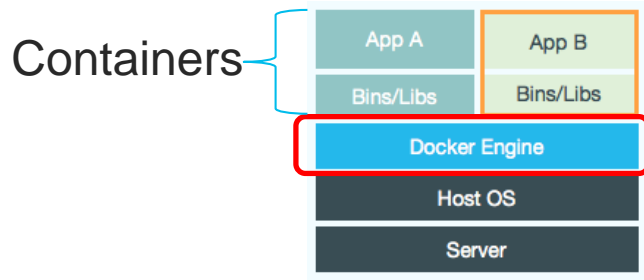 Containers
App A
App B
Bins/Libs
Bins/Libs
Docker Engine
Host OS
Server